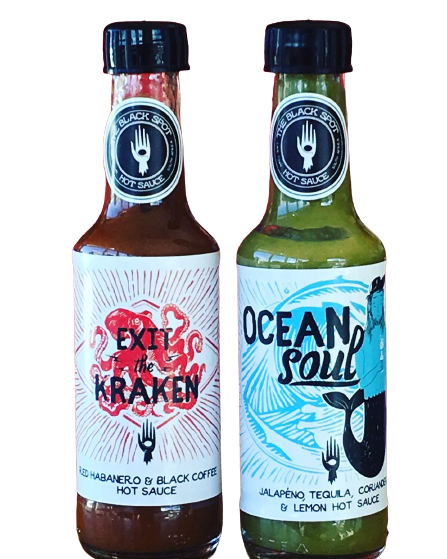 THE BLACK SPOT
HOT SAUCE
EXIT
the
KRAKEN
RED HABANERO & BLACK COFFEE
HOT SAUCE
THE BLACK SPOT
HOT SAUCE
OCEAN
Soul
JALAPÉNO, TEQUILA, CORIANDER
& LEMON HOT SAUCE